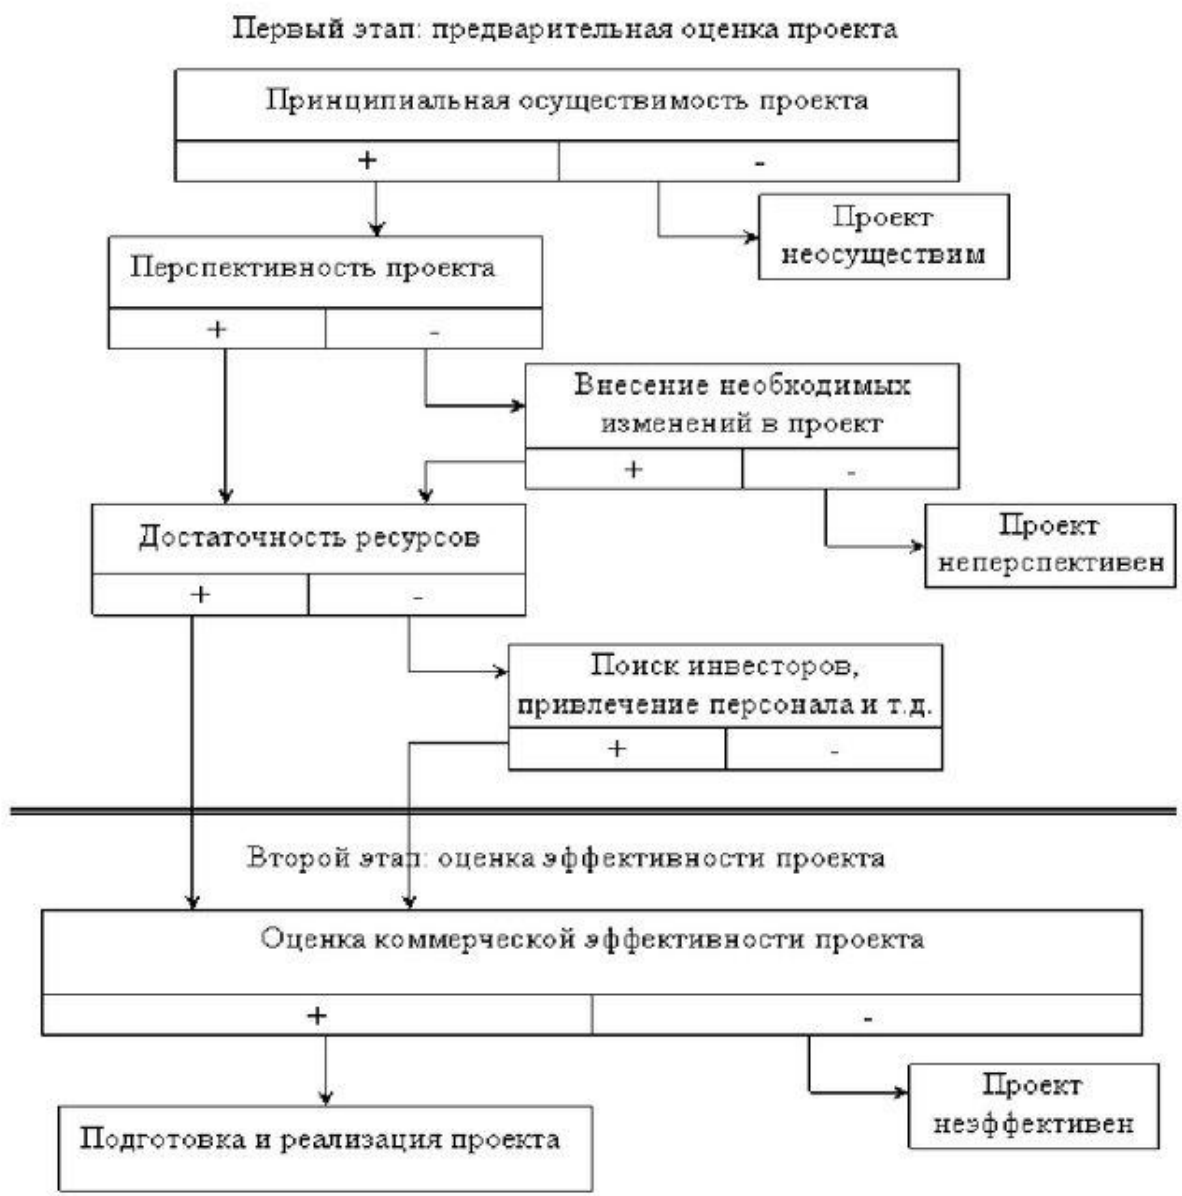 Первый этап: предварительная оценка проекта
Принципиальная осуществимость проекта
+ -
Проект
неосуществим
Перспективность проекта
+ -
Внесение необходимых
изменений в проект
+ -
Проект
неперспективен
Достаточность ресурсов
+ -
Поиск инвесторов,
привлечение персонала и т.д.
+ -
Второй этап: оценка эффективности проекта
Оценка коммерческой эффективности проекта
+ -
Проект
неэффективен
Подготовка и реализация проекта